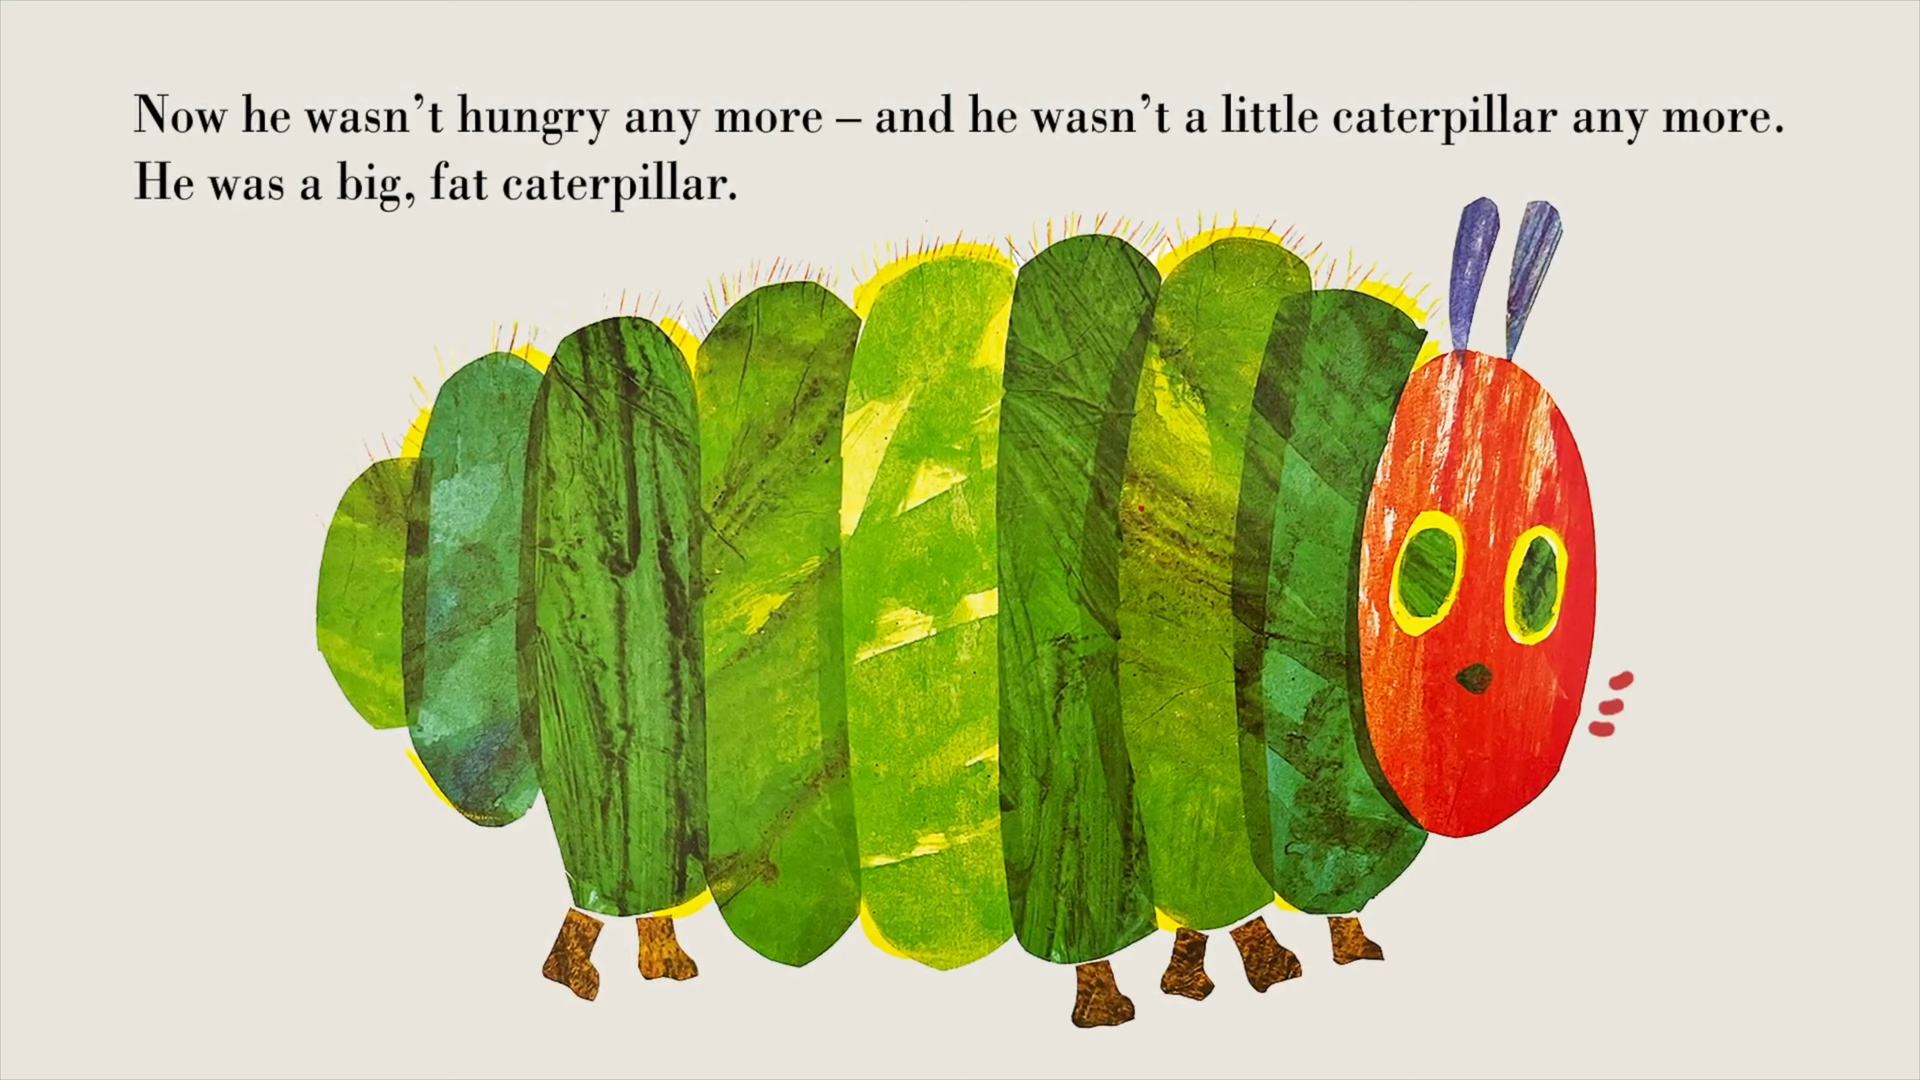 Now he wasn’t hungry any more – and he wasn’t a little caterpillar any more.
He was a big, fat caterpillar.